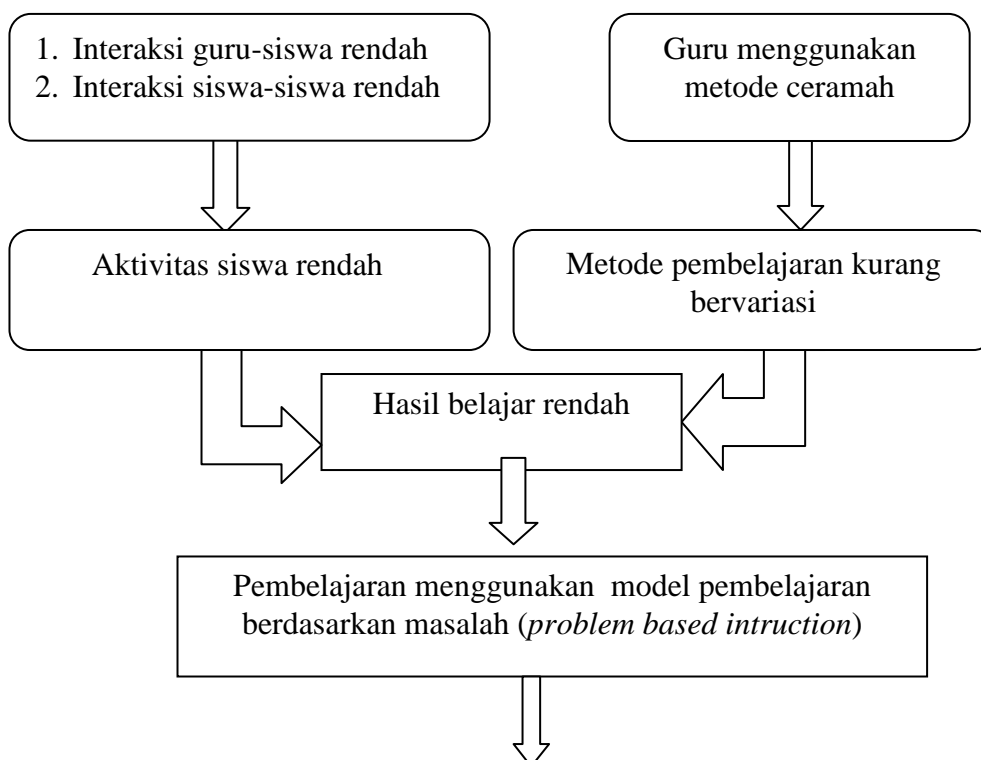 1. Interaksi guru-siswa rendah
2. Interaksi siswa-siswa rendah
Guru menggunakan
metode ceramah
Aktivitas siswa rendah
Metode pembelajaran kurang
bervariasi
Hasil belajar rendah
Pembelajaran menggunakan model pembelajaran
berdasarkan masalah (problem based intruction)